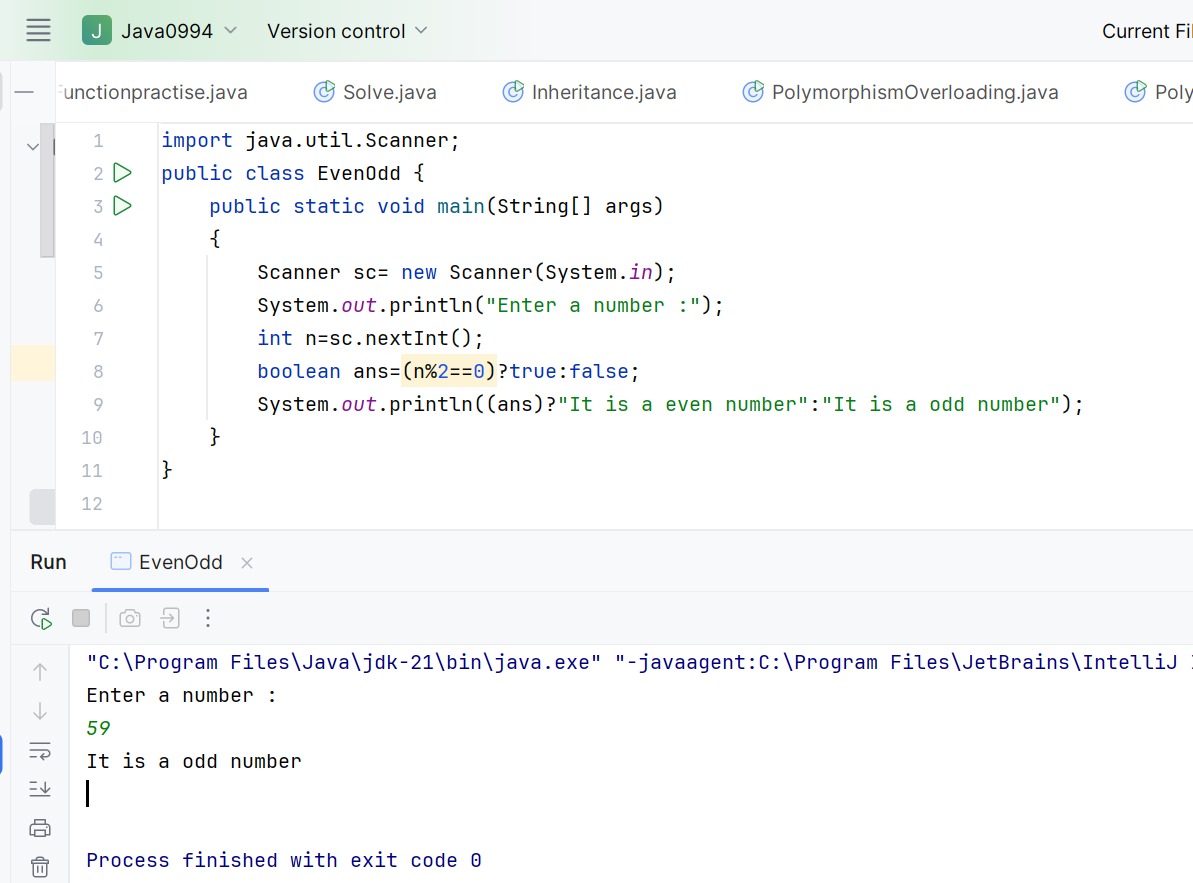 J Java0994 Version control Current Fil
unctionpractise.java Solve.java Inheritance.java PolymorphismOverloading.java Poly
1 import java.util.Scanner;
2 public class EvenOdd {
3 public static void main(String[] args)
4 {
5 Scanner sc= new Scanner(System.in);
6 System.out.println("Enter a number :");
7 int n=sc.nextInt();
8 boolean ans=(n%2==0)?true:false;
9 System.out.println((ans)?"It is a even number":"It is a odd number");
10 }
11 }
12
Run EvenOdd
"C:\Program Files\Java\jdk-21\bin\java.exe" "-javaagent:C:\Program Files\JetBrains\IntelliJ
Enter a number :
59
It is a odd number
Process finished with exit code 0